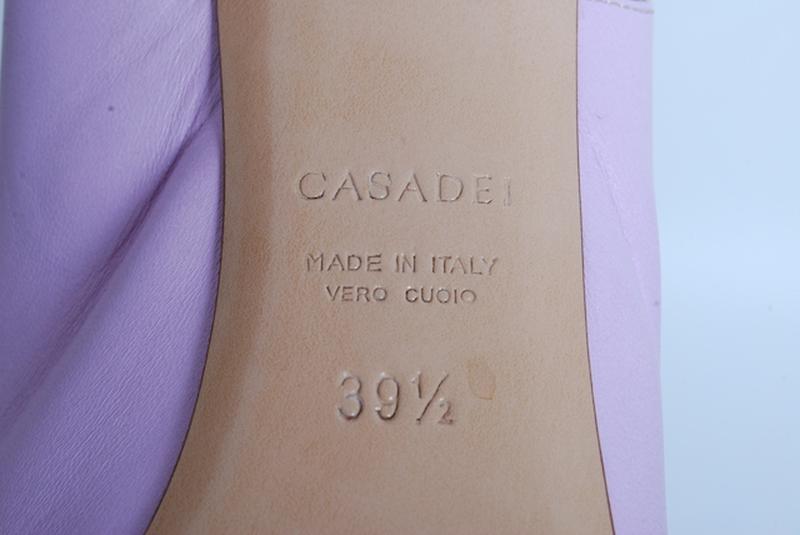 CASADEI
MADE IN ITALY
VERO CUOIO
39½